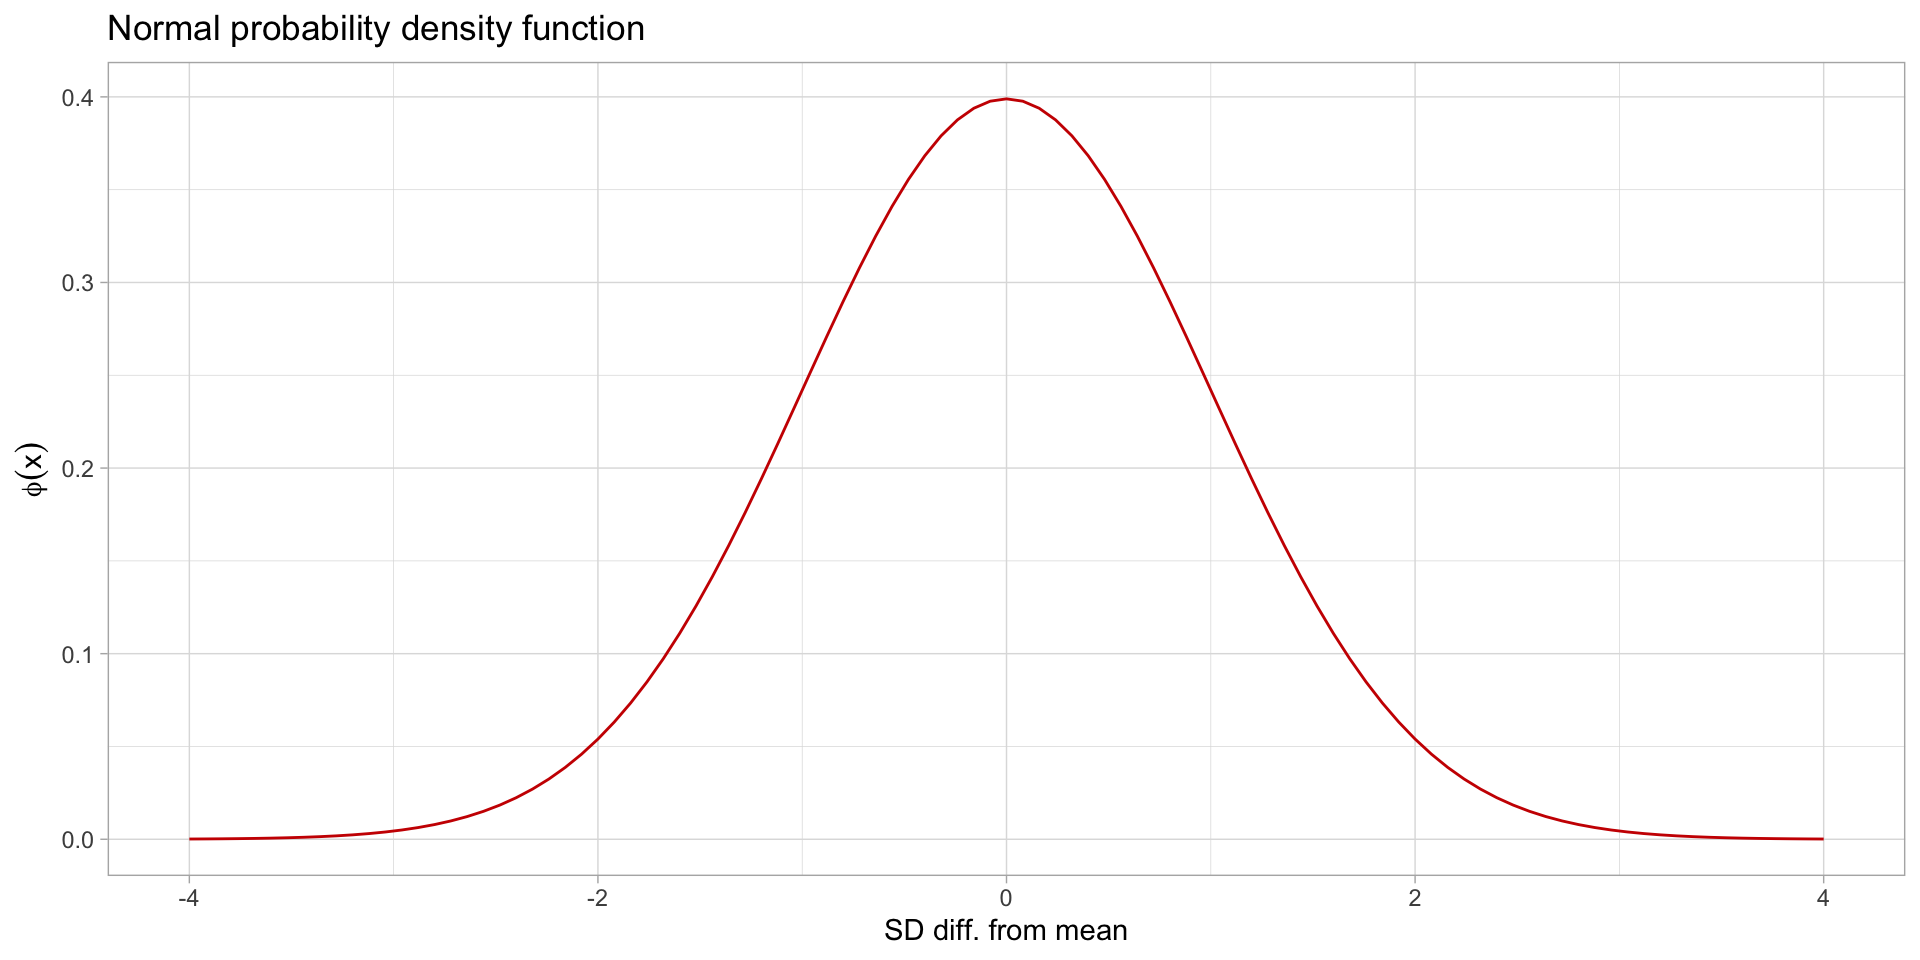 Normal probability density function
0.4
0.3
0.2
0.1
0.0
ϕ(x)
-4 -2 0 2 4
SD diff. from mean